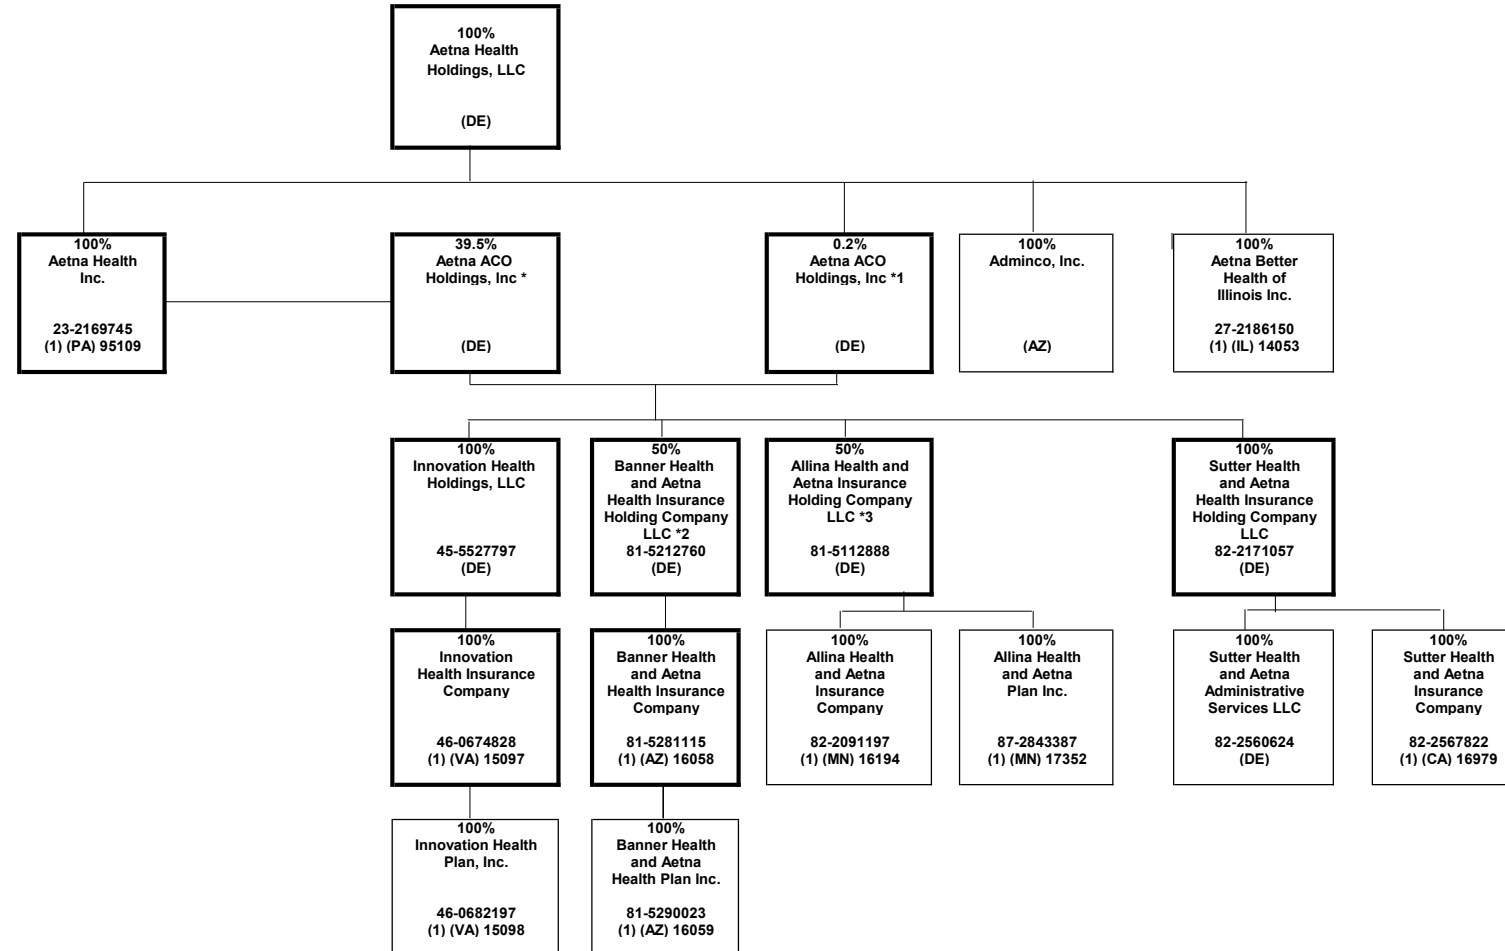 100%
Aetna Health
Holdings, LLC
(DE)
100%
Aetna Health
Inc.
23-2169745
(1) (PA) 95109
39.5%
Aetna ACO
Holdings, Inc *
(DE)
0.2%
Aetna ACO
Holdings, Inc *1
(DE)
100%
Adminco, Inc.
(AZ)
100%
Aetna Better
Health of
Illinois Inc.
27-2186150
(1) (IL) 14053
100%
Innovation Health
Holdings, LLC
45-5527797
(DE)
50%
Banner Health
and Aetna
Health Insurance
Holding Company
LLC *2
81-5212760
(DE)
50%
Allina Health and
Aetna Insurance
Holding Company
LLC *3
81-5112888
(DE)
100%
Sutter Health
and Aetna
Health Insurance
Holding Company
LLC
82-2171057
(DE)
100%
Innovation
Health Insurance
Company
46-0674828
(1) (VA) 15097
100%
Banner Health
and Aetna
Health Insurance
Company
81-5281115
(1) (AZ) 16058
100%
Allina Health
and Aetna
Insurance
Company
82-2091197
(1) (MN) 16194
100%
Allina Health
and Aetna
Plan Inc.
87-2843387
(1) (MN) 17352
100%
Sutter Health
and Aetna
Administrative
Services LLC
82-2560624
(DE)
100%
Sutter Health
and Aetna
Insurance
Company
82-2567822
(1) (CA) 16979
100%
Innovation Health
Plan, Inc.
46-0682197
(1) (VA) 15098
100%
Banner Health
and Aetna
Health Plan Inc.
81-5290023
(1) (AZ) 16059